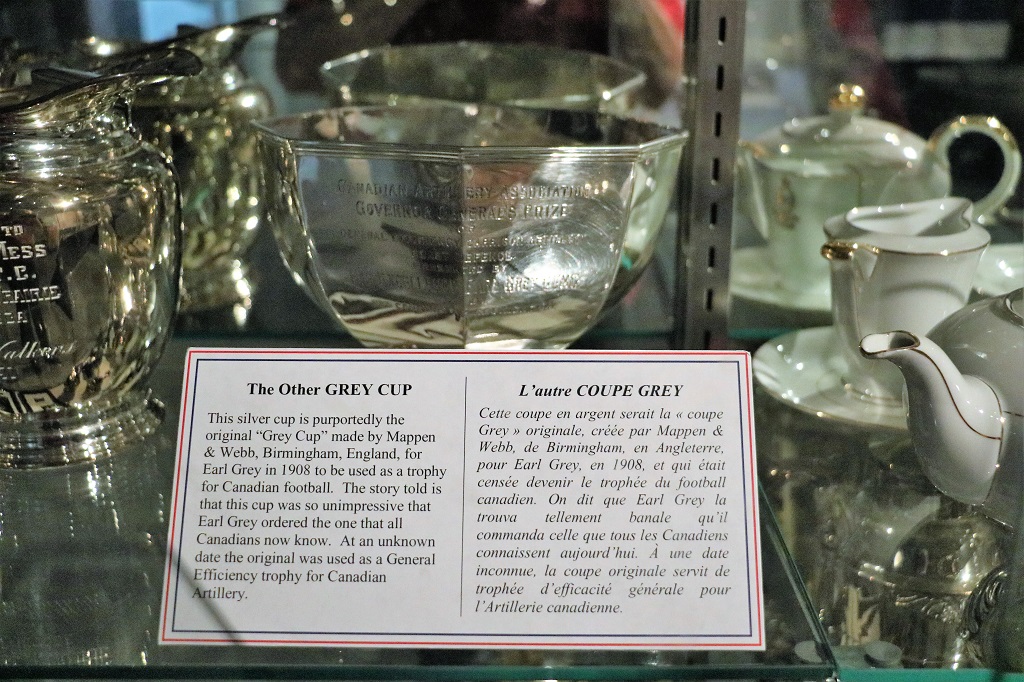 TO
MESS
CANADIAN ARTILLERY ASSOCIATION
GOVERNOR GENERAL'S PRIZE
The Other GREY CUP
This silver cup is purportedly the
original “Grey Cup” made by Mappen
& Webb, Birmingham, England, for
Earl Grey in 1908 to be used as a trophy
for Canadian football. The story told is
that this cup was so unimpressive that
Earl Grey ordered the one that all
Canadians now know. At an unknown
date the original was used as a General
Efficiency trophy for Canadian
Artillery.
L’autre COUPE GREY
Cette coupe en argent serait la « coupe
Grey » originale, créée par Mappen &
Webb, de Birmingham, en Angleterre,
pour Earl Grey, en 1908, et qui était
censée devenir le trophée du football
canadien. On dit que Earl Grey la
trouva tellement banale qu’il
commanda celle que tous les Canadiens
connaissent aujourd’hui. À une date
inconnue, la coupe originale servit de
trophée d’efficacité générale pour
l’Artillerie canadienne.